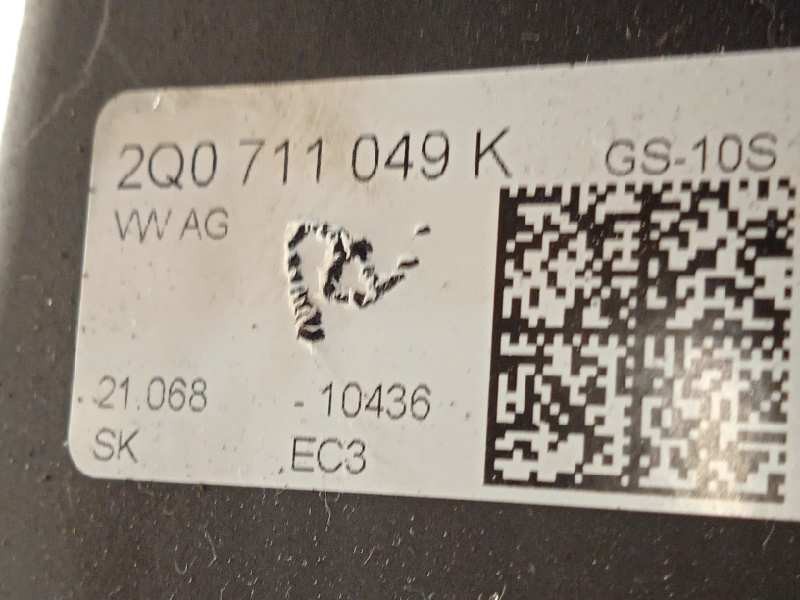 2Q0 711 049 K GS-10S
VW AG
21.068 - 10436
SK EC3